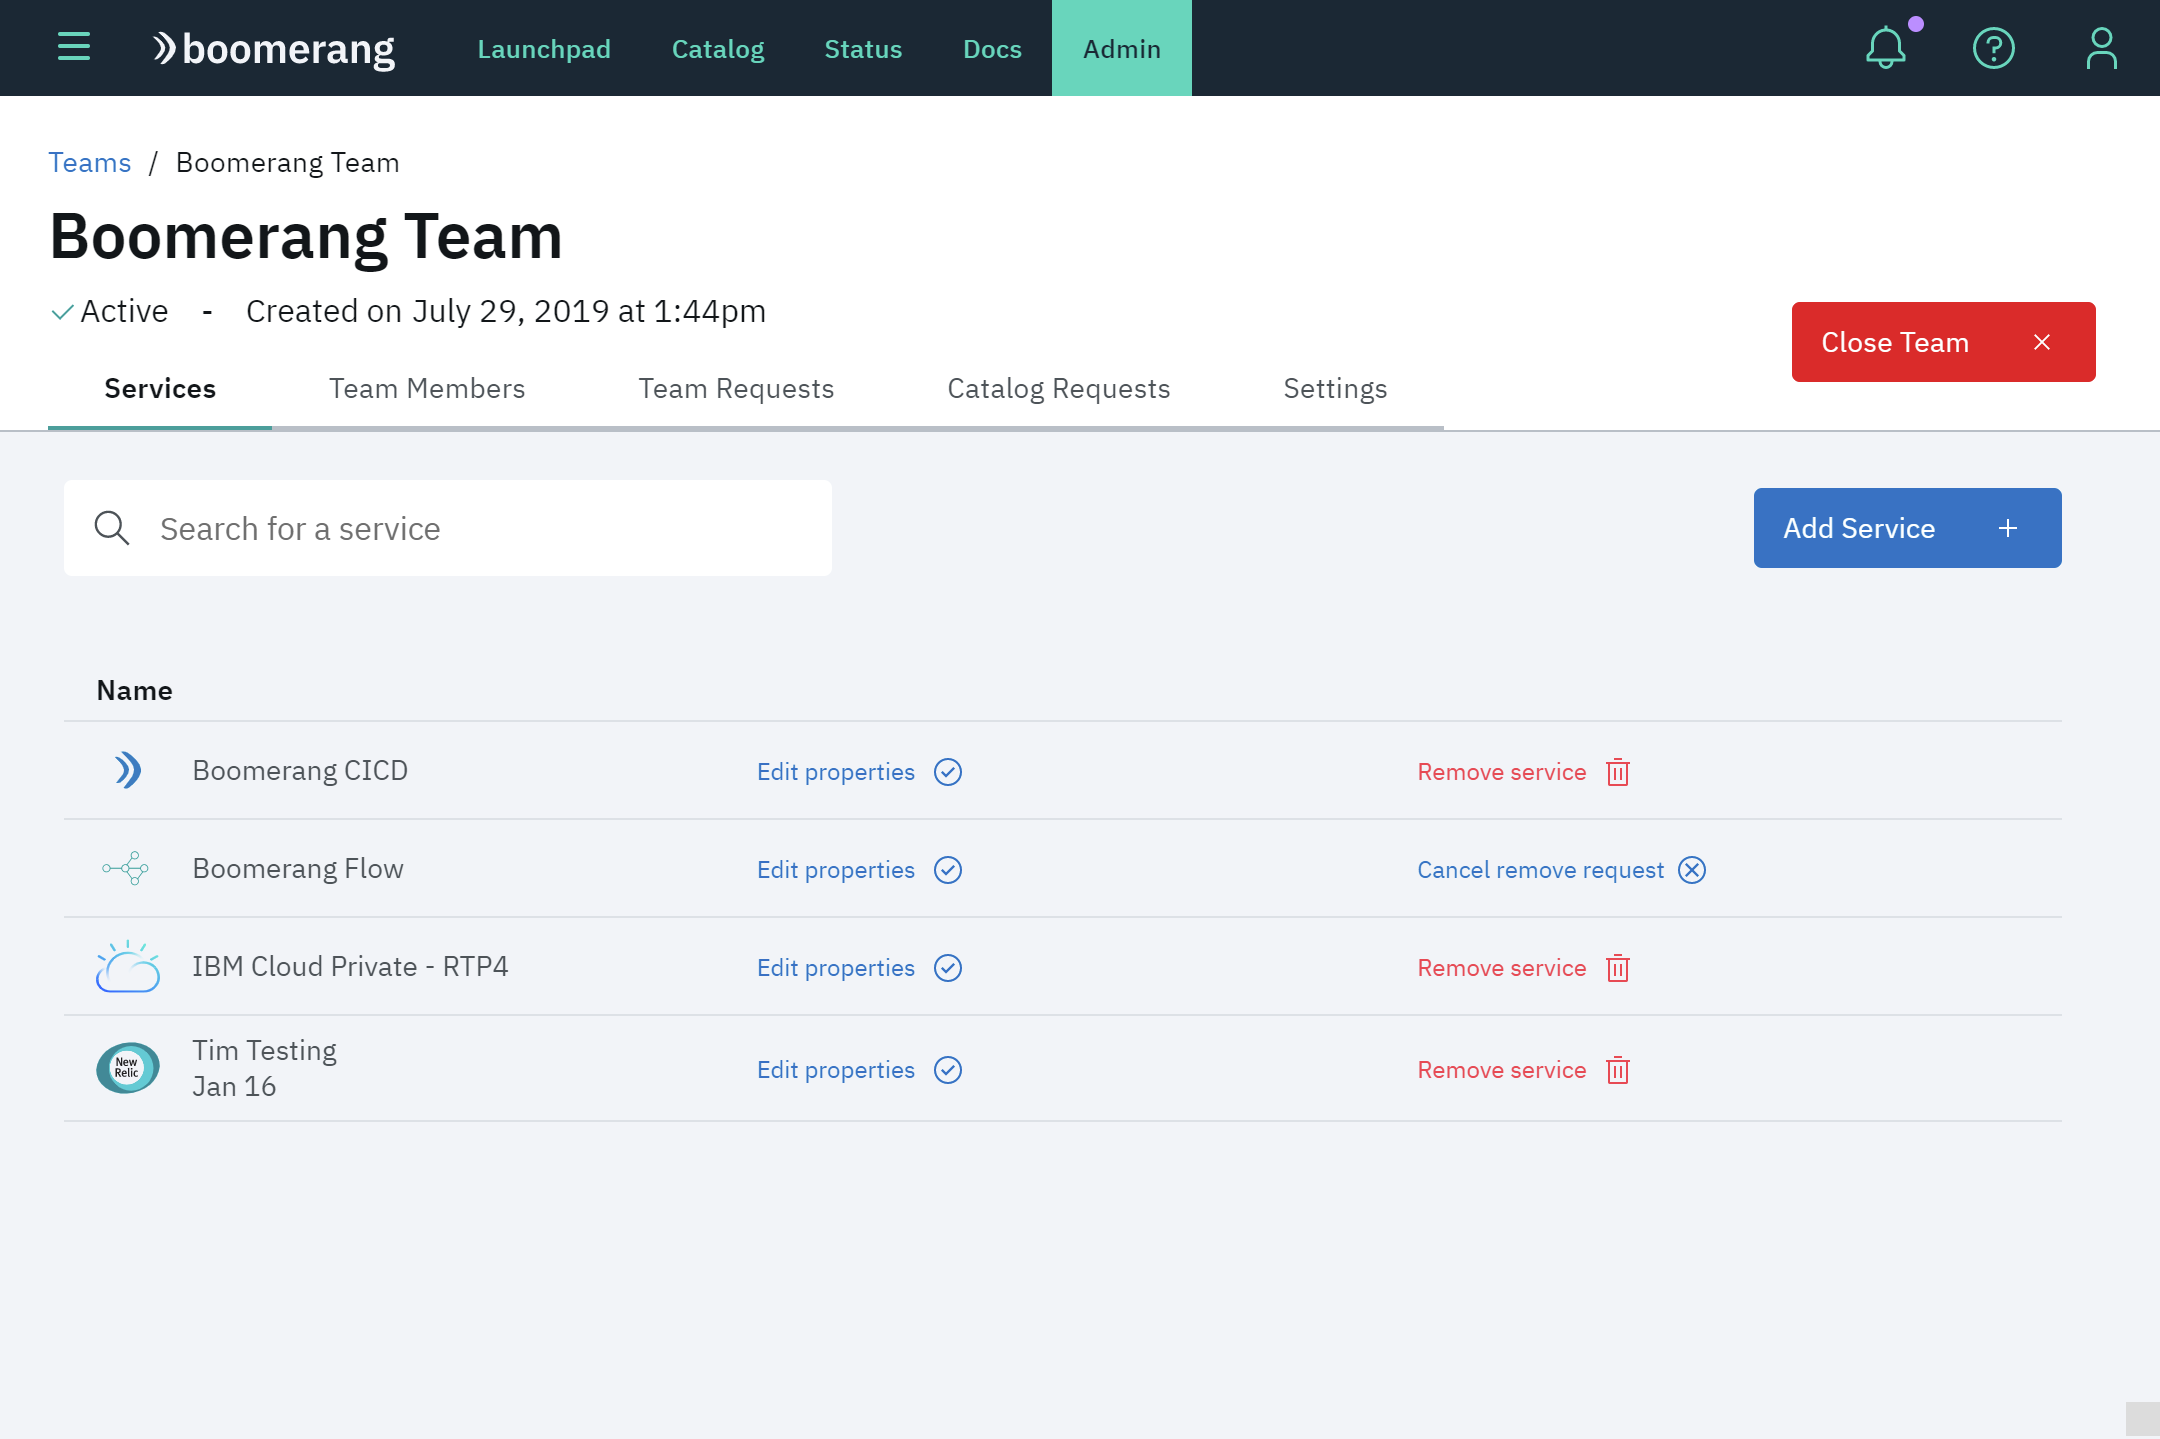 boomerang
Launchpad
Catalog
Status
Docs
Admin
Teams / Boomerang Team
Boomerang Team
Active - Created on July 29, 2019 at 1:44pm
Close Team
Services
Team Members
Team Requests
Catalog Requests
Settings
Search for a service
Add Service
Name
Boomerang CICD
Edit properties
Remove service
Boomerang Flow
Edit properties
Cancel remove request
IBM Cloud Private - RTP4
Edit properties
Remove service
New
Relic
Tim Testing
Jan 16
Edit properties
Remove service